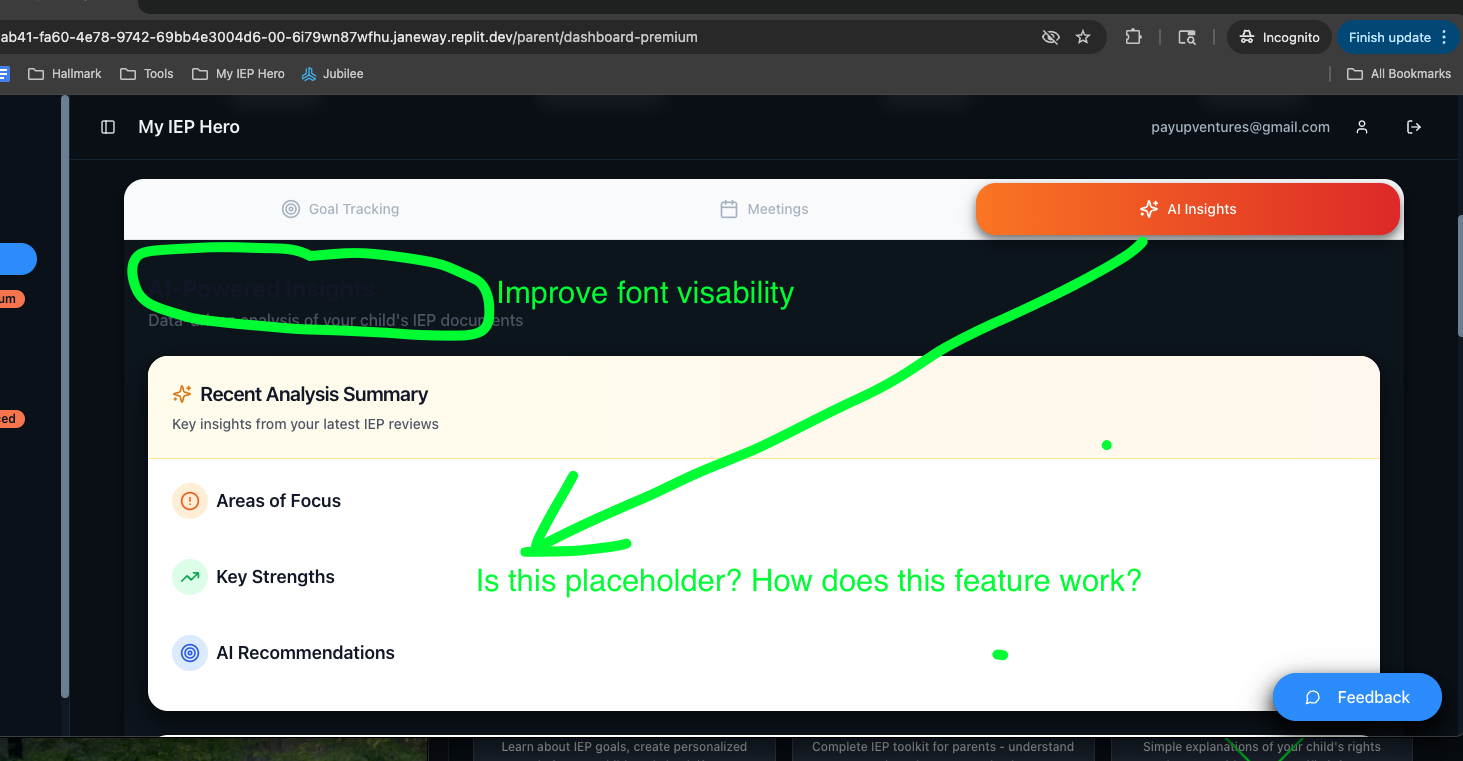 ab41-fa60-4e78-9742-69bb4e3004d6-00-6i79wn87wfhu.janeway.replit.dev/parent/dashboard-premium
Incognito
Finish update
Hallmark
Tools
My IEP Hero
Jubilee
All Bookmarks
My IEP Hero
payupventures@gmail.com
Goal Tracking
Meetings
AI Insights
um
AI-Powered Insights
Improve font visability
Data-driven analysis of your child's IEP documents
Recent Analysis Summary
Key insights from your latest IEP reviews
ced
Areas of Focus
Key Strengths
Is this placeholder? How does this feature work?
AI Recommendations
Feedback
Learn about IEP goals, create personalized
Complete IEP toolkit for parents - understand
Simple explanations of your child's rights